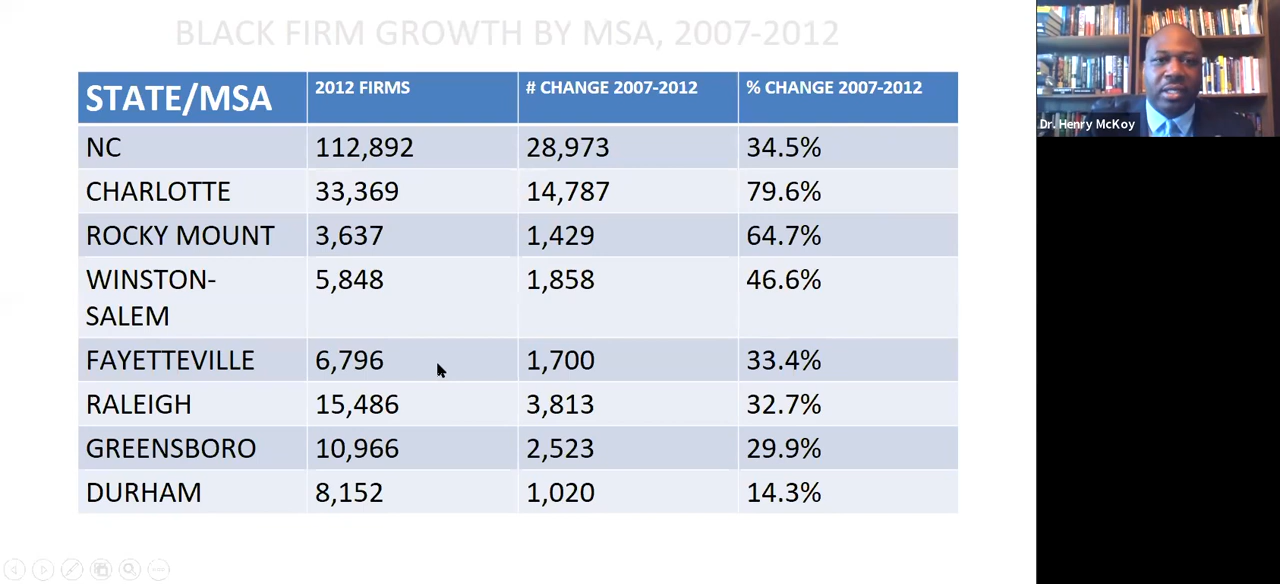 BLACK FIRM GROWTH BY MSA, 2007-2012
STATE/MSA 2012 FIRMS # CHANGE 2007-2012 % CHANGE 2007-2012
NC 112,892 28,973 34.5%
CHARLOTTE 33,369 14,787 79.6%
ROCKY MOUNT 3,637 1,429 64.7%
WINSTON- 5,848 1,858 46.6%
SALEM
FAYETTEVILLE 6,796 1,700 33.4%
RALEIGH 15,486 3,813 32.7%
GREENSBORO 10,966 2,523 29.9%
DURHAM 8,152 1,020 14.3%
Dr. Henry McKoy